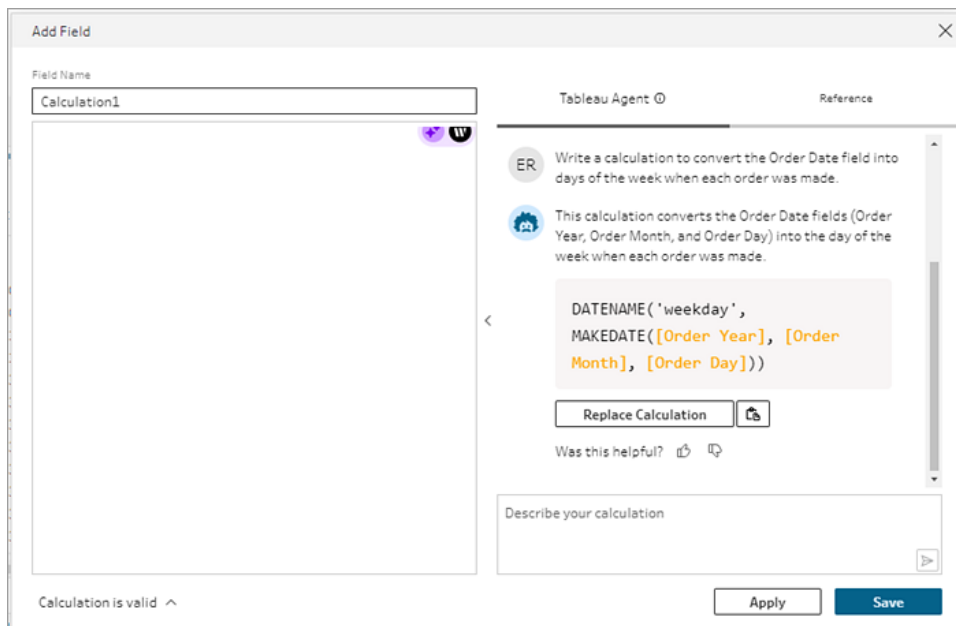 Add Field
Field Name
Calculation1
W
Tableau Agent
Reference
ER
Write a calculation to convert the Order Date field into
days of the week when each order was made.
This calculation converts the Order Date fields (Order
Year, Order Month, and Order Day) into the day of the
week when each order was made.
DATENAME('weekday',
MAKEDATE([Order Year], [Order
Month], [Order Day]))
Replace Calculation
Was this helpful?
Describe your calculation
Calculation is valid
Apply
Save